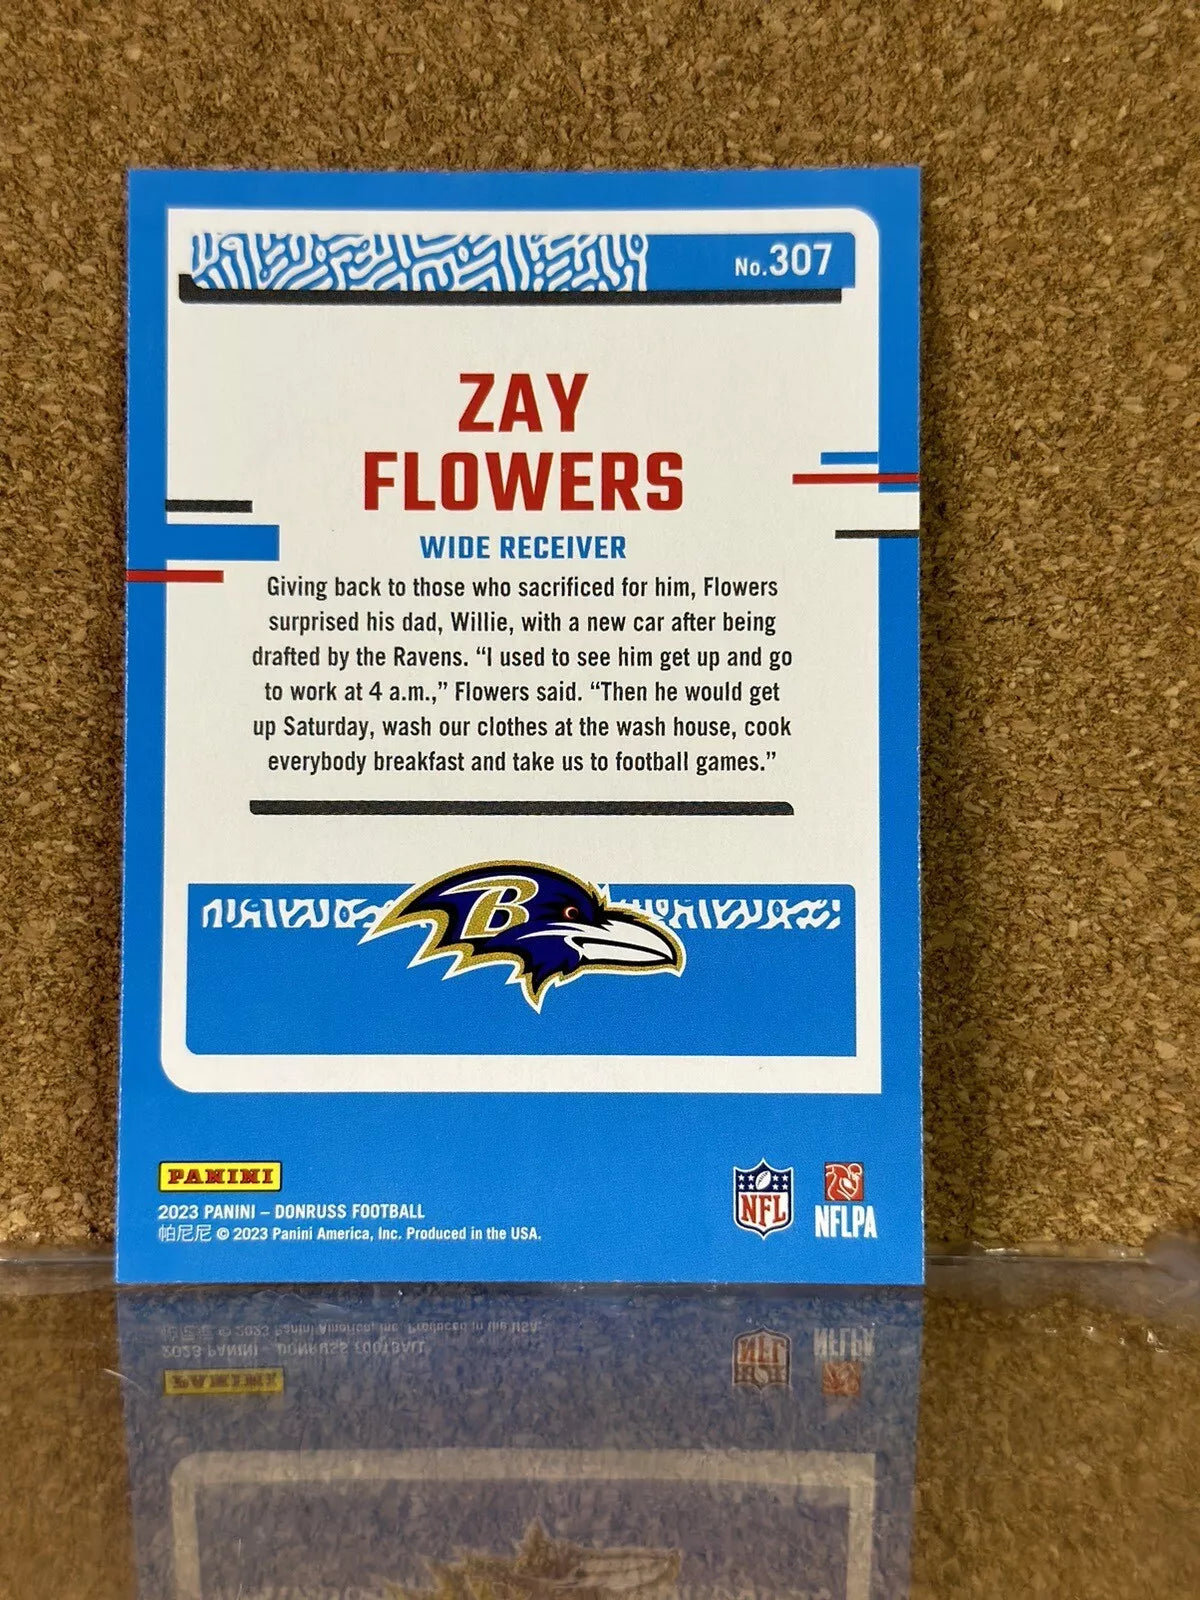 No.307
ZAY
FLOWERS
WIDE RECEIVER
Giving back to those who sacrificed for him, Flowers
surprised his dad, Willie, with a new car after being
drafted by the Ravens. “I used to see him get up and go
to work at 4 a.m.,” Flowers said. “Then he would get
up Saturday, wash our clothes at the wash house, cook
everybody breakfast and take us to football games.”
B
PANINI
2023 PANINI – DONRUSS FOOTBALL
帕尼尼 © 2023 Panini America, Inc. Produced in the USA.
NFL
NFLPA